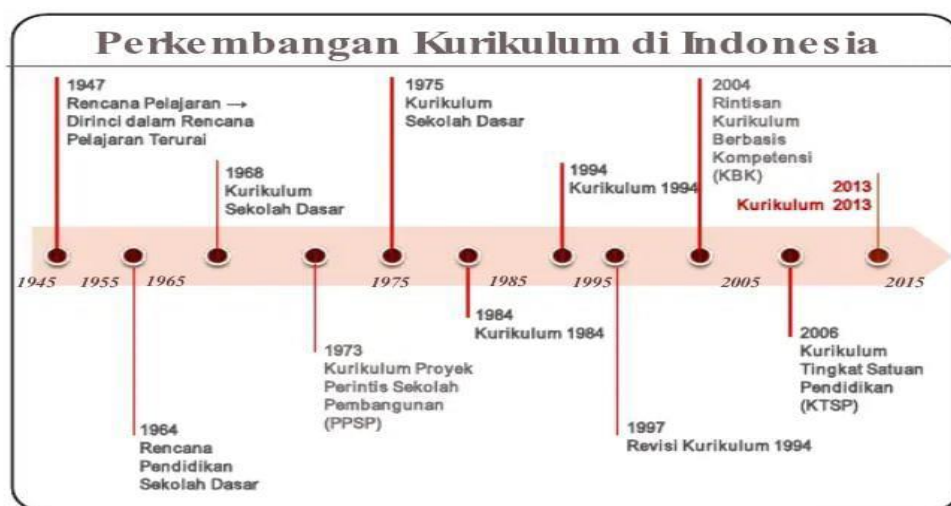 Perkembangan Kurikulum di Indonesia
1947
Rencana Pelajaran →
Dirinci dalam Rencana
Pelajaran Terurai
1968
Kurikulum
Sekolah Dasar
1975
Kurikulum
Sekolah Dasar
1994
Kurikulum 1994
2004
Rintisan
Kurikulum
Berbasis
Kompetensi
(KBK)
2013
Kurikulum 2013
1945
1955
1965
1975
1985
1995
2005
2015
1964
Rencana
Pendidikan
Sekolah Dasar
1973
Kurikulum Proyek
Perintis Sekolah
Pembangunan
(PPSP)
1984
Kurikulum 1984
1997
Revisi Kurikulum 1994
2006
Kurikulum
Tingkat Satuan
Pendidikan
(KTSP)